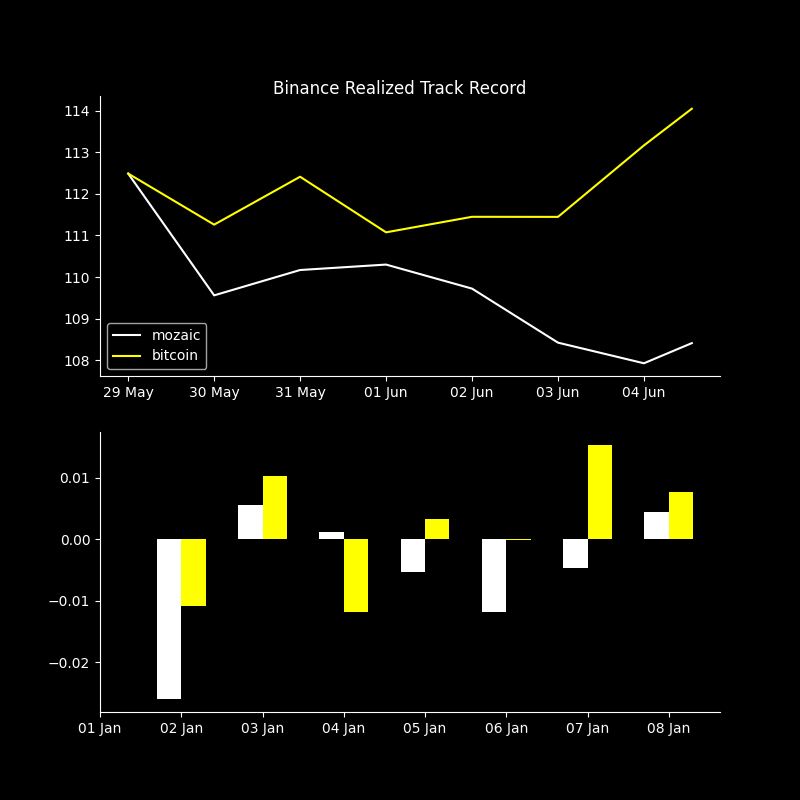 Binance Realized Track Record
114
113
112
111
110
109
108
mozaic
bitcoin
29 May 30 May 31 May 01 Jun 02 Jun 03 Jun 04 Jun
0.01
0.00
−0.01
−0.02
01 Jan 02 Jan 03 Jan 04 Jan 05 Jan 06 Jan 07 Jan 08 Jan